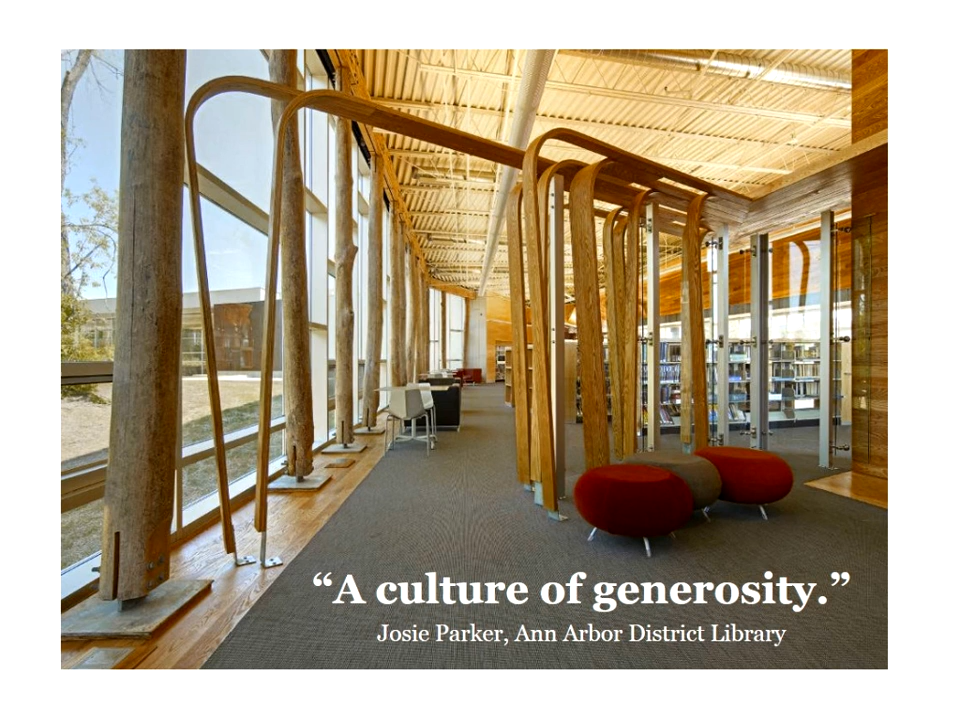 “A culture of generosity.”
Josie Parker, Ann Arbor District Library